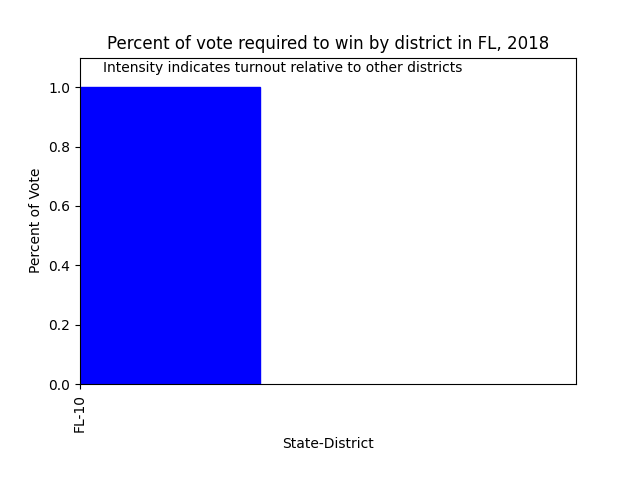 Percent of vote required to win by district in FL, 2018
Intensity indicates turnout relative to other districts
1.0
0.8
0.6
0.4
0.2
0.0
Percent of Vote
FL-10
State-District